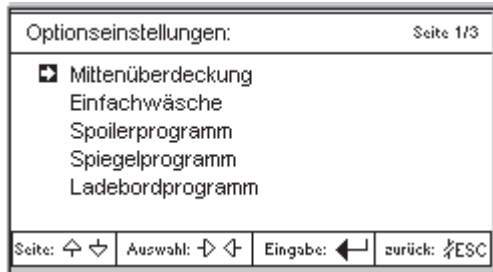 Optionseinstellungen: Seite 1/3
Mittenüberdeckung
Einfachwäsche
Spoilerprogramm
Spiegelprogramm
Ladebordprogramm
Seite: Auswahl: Eingabe: zurück: ESC